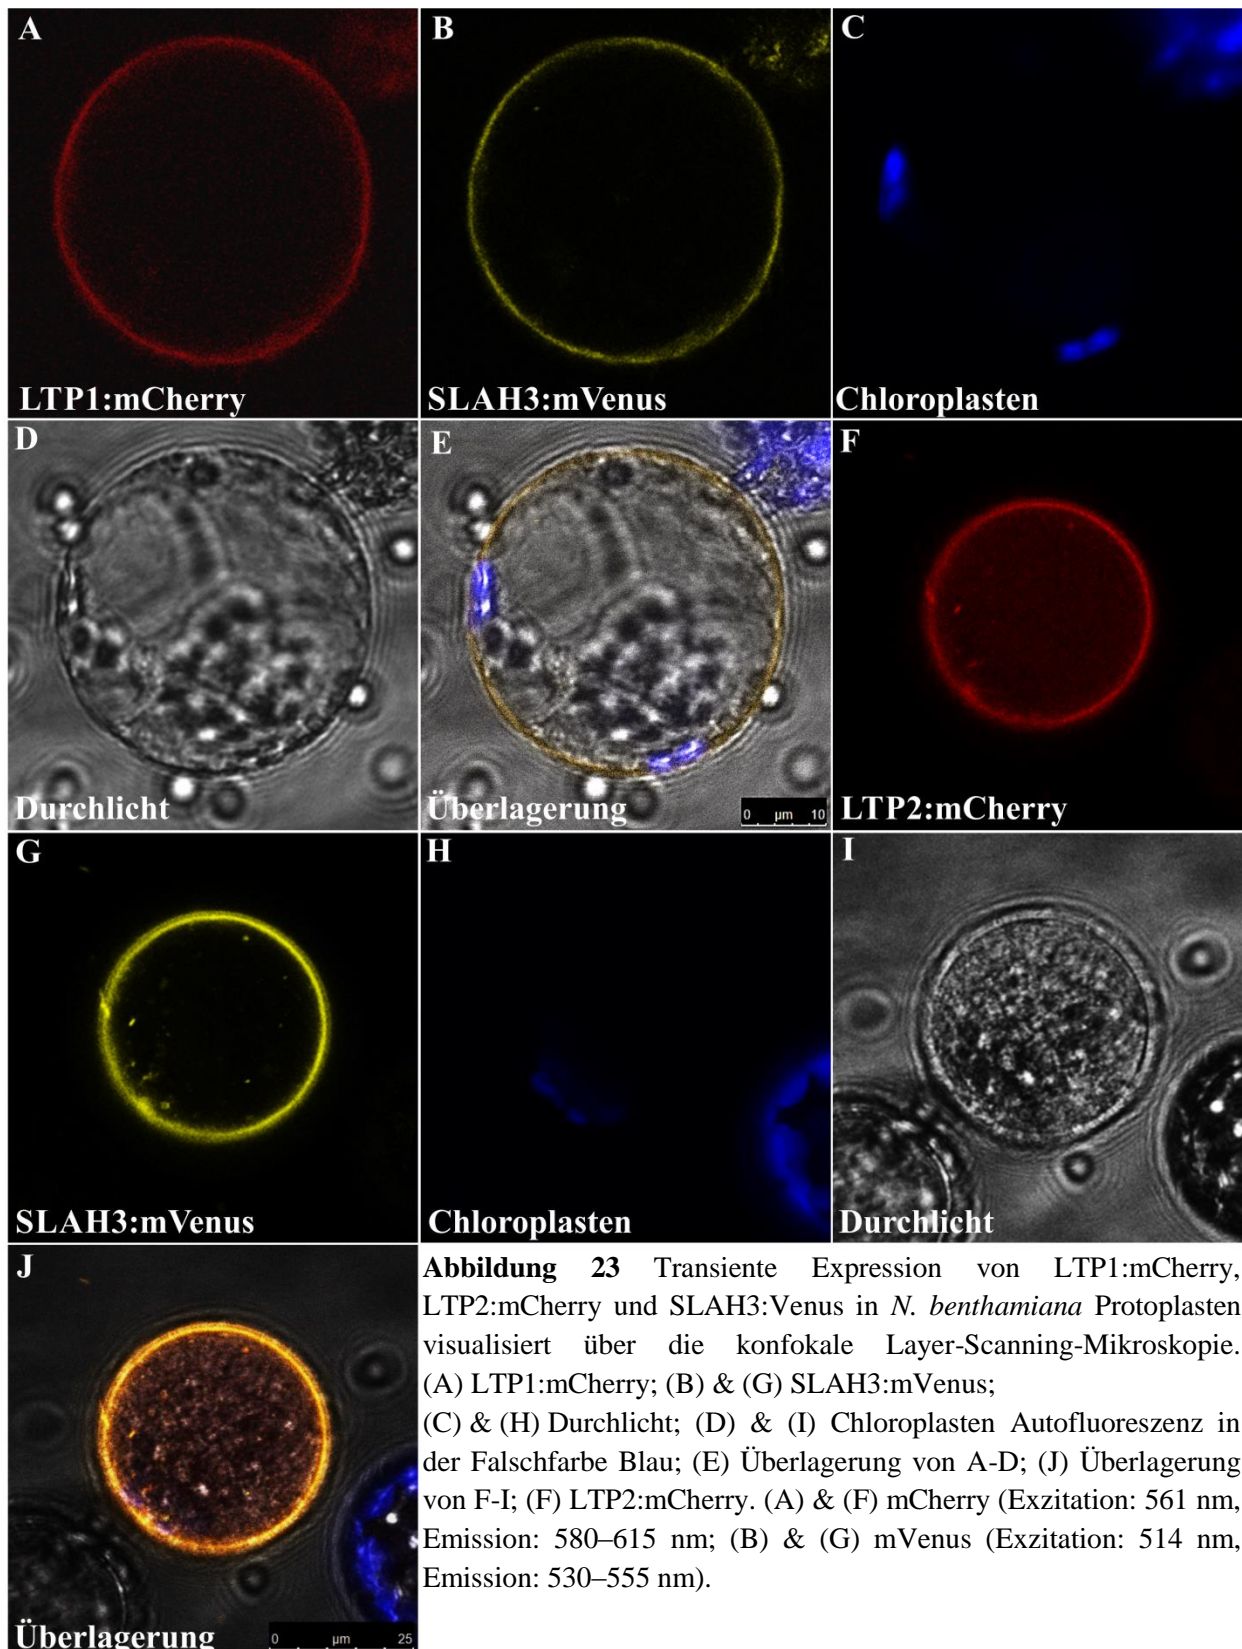 A
LTP1:mCherry
B
SLAH3:mVenus
C
Chloroplasten
D
Durchlicht
E
Überlagerung
0 µm 10
F
LTP2:mCherry
G
SLAH3:mVenus
H
Chloroplasten
I
Durchlicht
J
Überlagerung
0 µm 25
Abbildung 23 Transiente Expression von LTP1:mCherry,
LTP2:mCherry und SLAH3:Venus in N. benthamiana Protoplasten
visualisiert über die konfokale Layer-Scanning-Mikroskopie.
(A) LTP1:mCherry; (B) & (G) SLAH3:mVenus;
(C) & (H) Durchlicht; (D) & (I) Chloroplasten Autofluoreszenz in
der Falschfarbe Blau; (E) Überlagerung von A-D; (J) Überlagerung
von F-I; (F) LTP2:mCherry. (A) & (F) mCherry (Exzitation: 561 nm,
Emission: 580–615 nm; (B) & (G) mVenus (Exzitation: 514 nm,
Emission: 530–555 nm).